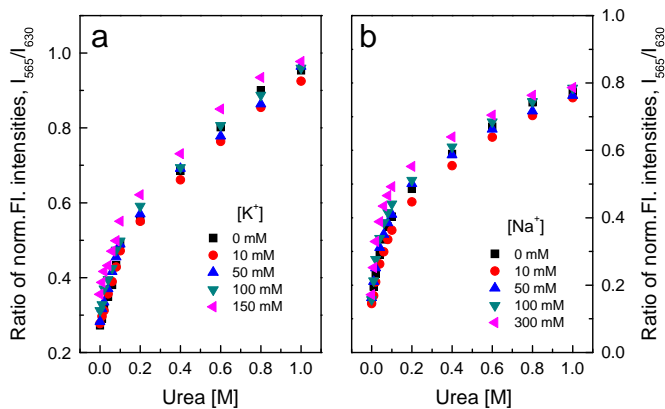 a
b
Ratio of norm.Fl. intensities, I565/I630
1.0
0.8
0.6
0.4
0.2
[K+]
0 mM
10 mM
50 mM
100 mM
150 mM
0.0 0.2 0.4 0.6 0.8 1.0
Urea [M]
[Na+]
0 mM
10 mM
50 mM
100 mM
300 mM
0.0 0.2 0.4 0.6 0.8 1.0
Urea [M]
1.0
0.8
0.6
0.4
0.2
0.0
Ratio of norm.Fl. intensities, I565/I630